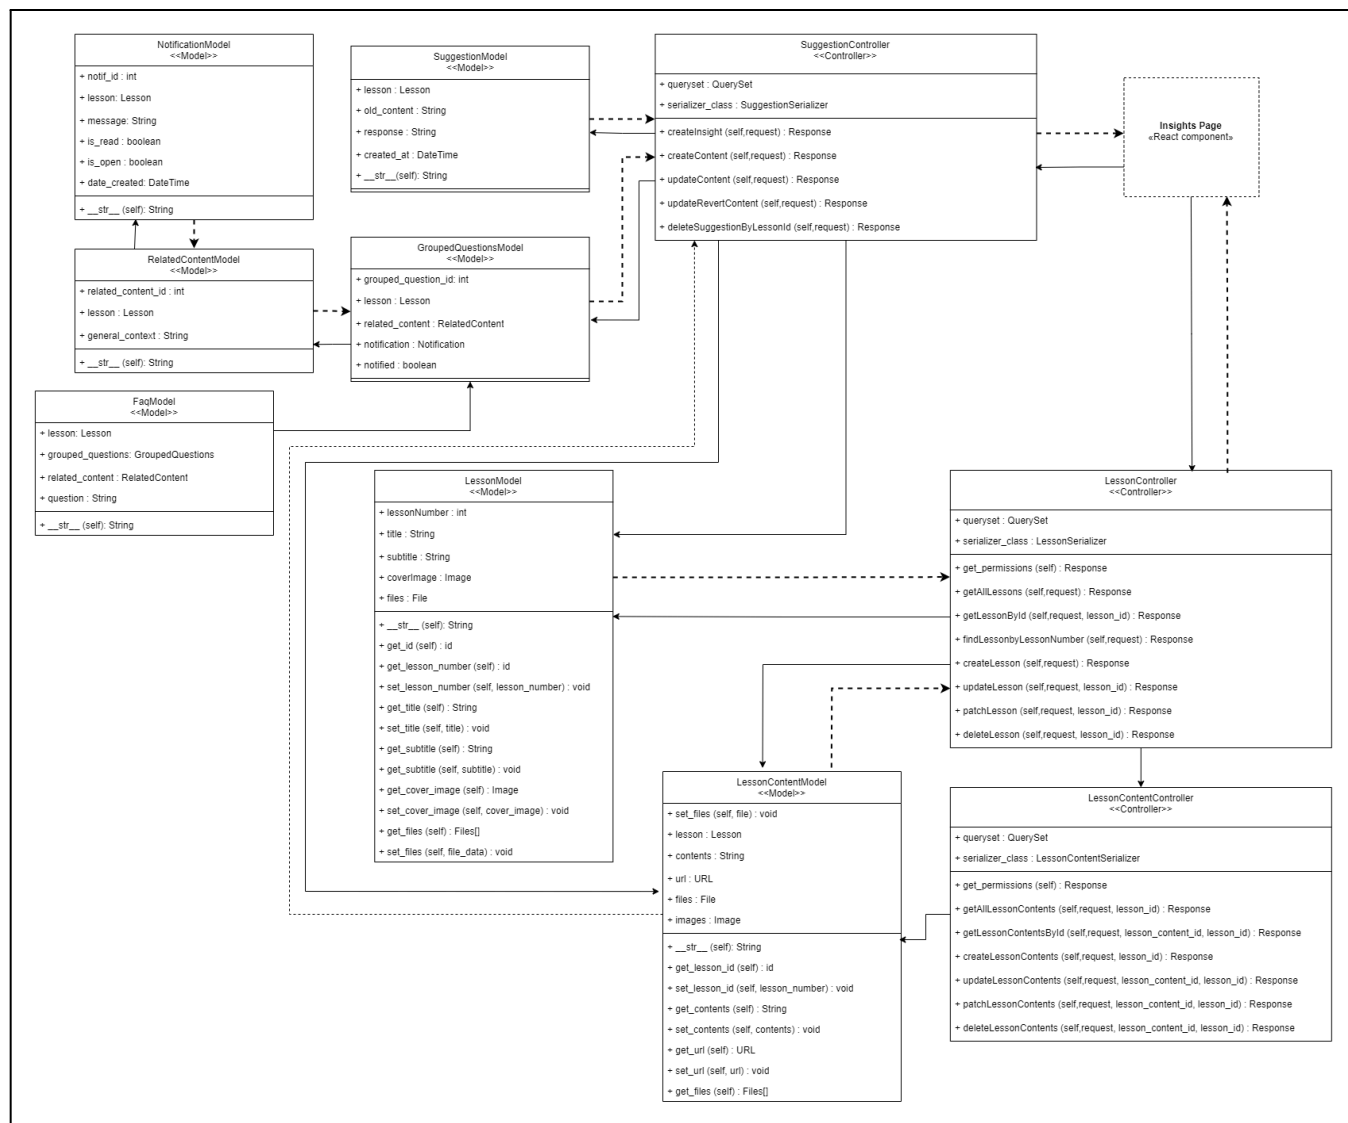 NotificationModel
<<Model>>
+ notif_id : int
+ lesson: Lesson
+ message: String
+ is_read : boolean
+ is_open : boolean
+ date_created: DateTime
+ __str__ (self): String
SuggestionModel
<<Model>>
+ lesson : Lesson
+ old_content : String
+ response : String
+ created_at : DateTime
+ __str__(self): String
SuggestionController
<<Controller>>
+ queryset : QuerySet
+ serializer_class : SuggestionSerializer
+ createInsight (self,request) : Response
+ createContent (self,request) : Response
+ updateContent (self,request) : Response
+ updateRevertContent (self,request) : Response
+ deleteSuggestionByLessonId (self,request) : Response
Insights Page
«React component»
RelatedContentModel
<<Model>>
+ related_content_id : int
+ lesson : Lesson
+ general_context : String
+ __str__ (self): String
GroupedQuestionsModel
<<Model>>
+ grouped_question_id: int
+ lesson : Lesson
+ related_content : RelatedContent
+ notification : Notification
+ notified : boolean
FaqModel
<<Model>>
+ lesson: Lesson
+ grouped_questions: GroupedQuestions
+ related_content : RelatedContent
+ question : String
+ __str__ (self): String
LessonModel
<<Model>>
+ lessonNumber : int
+ title : String
+ subtitle : String
+ coverImage : Image
+ files : File
+ __str__ (self): String
+ get_id (self) : id
+ get_lesson_number (self) : id
+ set_lesson_number (self, lesson_number) : void
+ get_title (self) : String
+ set_title (self, title) : void
+ get_subtitle (self) : String
+ get_subtitle (self, subtitle) : void
+ get_cover_image (self) : Image
+ set_cover_image (self, cover_image) : void
+ get_files (self) : Files[]
+ set_files (self, file_data) : void
LessonController
<<Controller>>
+ queryset : QuerySet
+ serializer_class : LessonSerializer
+ get_permissions (self) : Response
+ getAllLessons (self,request) : Response
+ getLessonById (self,request, lesson_id) : Response
+ findLessonbyLessonNumber (self,request) : Response
+ createLesson (self,request) : Response
+ updateLesson (self,request, lesson_id) : Response
+ patchLesson (self,request, lesson_id) : Response
+ deleteLesson (self,request, lesson_id) : Response
LessonContentModel
<<Model>>
+ set_files (self, file) : void
+ lesson : Lesson
+ contents : String
+ url : URL
+ files : File
+ images : Image
+ __str__ (self): String
+ get_lesson_id (self) : id
+ set_lesson_id (self, lesson_number) : void
+ get_contents (self) : String
+ set_contents (self, contents) : void
+ get_url (self) : URL
+ set_url (self, url) : void
+ get_files (self) : Files[]
LessonContentController
<<Controller>>
+ queryset : QuerySet
+ serializer_class : LessonContentSerializer
+ get_permissions (self) : Response
+ getAllLessonContents (self,request, lesson_id) : Response
+ getLessonContentsById (self,request, lesson_content_id, lesson_id) : Response
+ createLessonContents (self,request, lesson_id) : Response
+ updateLessonContents (self,request, lesson_content_id, lesson_id) : Response
+ patchLessonContents (self,request, lesson_content_id, lesson_id) : Response
+ deleteLessonContents (self,request, lesson_content_id, lesson_id) : Response